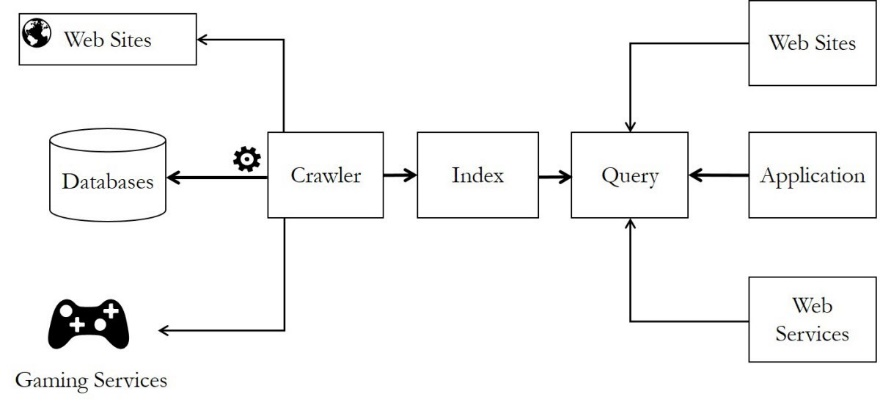 Web Sites
Web Sites
Databases
Crawler
Index
Query
Application
Gaming Services
Web
Services